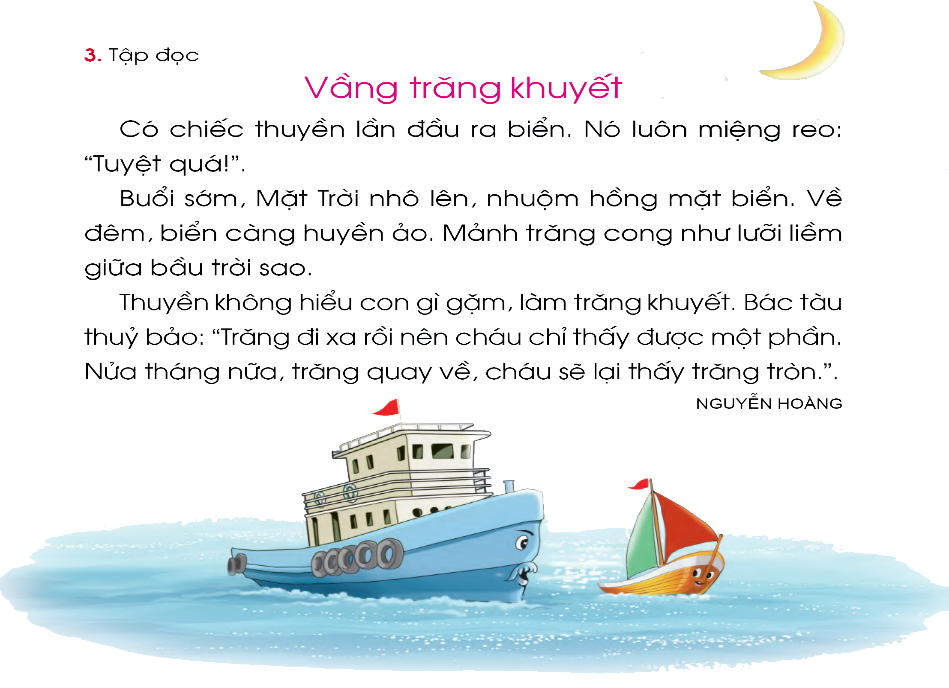 3. Tập đọc
Vầng trăng khuyết
Có chiếc thuyền lần đầu ra biển. Nó luôn miệng reo:
“Tuyệt quá!”.
Buổi sớm, Mặt Trời nhô lên, nhuộm hồng mặt biển. Về
đêm, biển càng huyền ảo. Mảnh trăng cong như lưỡi liềm
giữa bầu trời sao.
Thuyền không hiểu con gì gặm, làm trăng khuyết. Bác tàu
thuỷ bảo: “Trăng đi xa rồi nên cháu chỉ thấy được một phần.
Nửa tháng nữa, trăng quay về, cháu sẽ lại thấy trăng tròn.”.
NGUYỄN HOÀNG